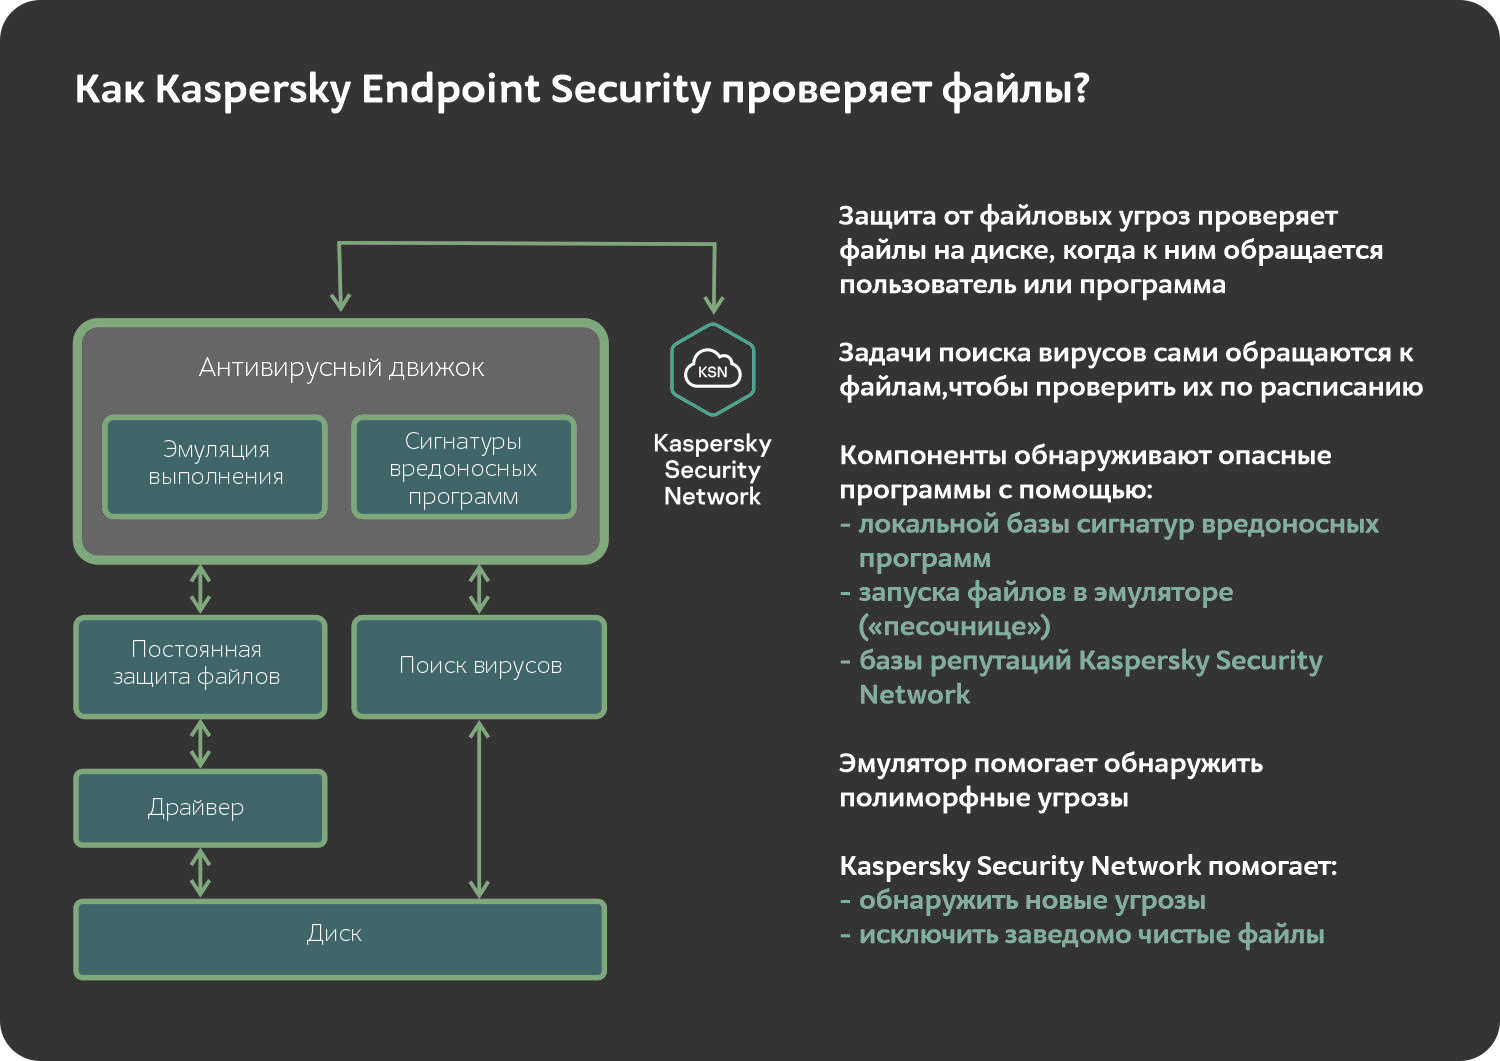 Как Kaspersky Endpoint Security проверяет файлы?
Антивирусный движок
Эмуляция
выполнения
Сигнатуры
вредоносных
программ
KSN
Kaspersky
Security
Network
Постоянная
защита файлов
Поиск вирусов
Драйвер
Диск
Защита от файловых угроз проверяет
файлы на диске, когда к ним обращается
пользователь или программа
Задачи поиска вирусов сами обращаются к
файлам,чтобы проверить их по расписанию
Компоненты обнаруживают опасные
программы с помощью:
- локальной базы сигнатур вредоносных
программ
- запуска файлов в эмуляторе
(«песочнице»)
- базы репутаций Kaspersky Security
Network
Эмулятор помогает обнаружить
полиморфные угрозы
Kaspersky Security Network помогает:
- обнаружить новые угрозы
- исключить заведомо чистые файлы